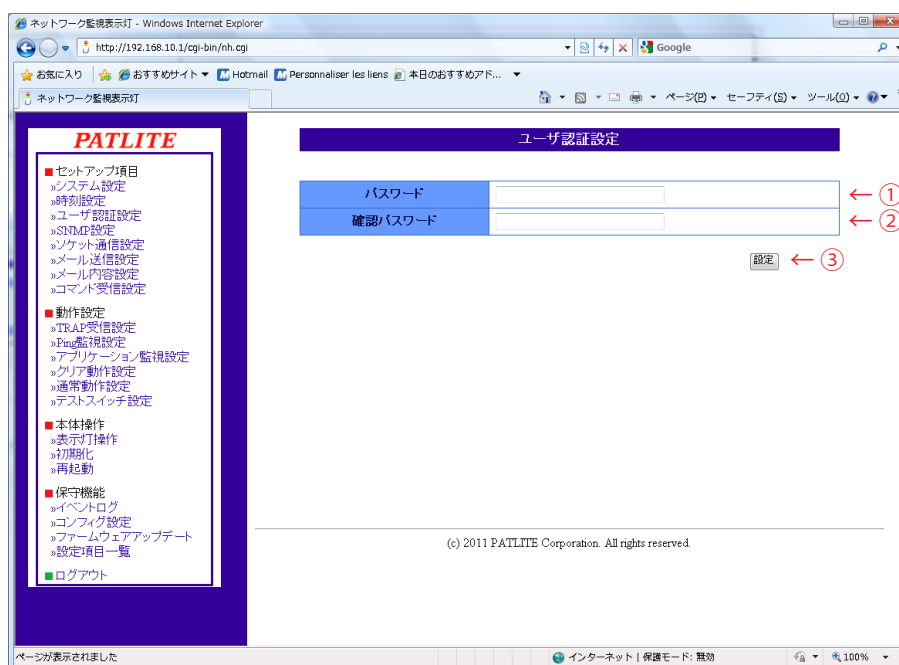 ネットワーク監視表示灯 - Windows Internet Explorer
http://192.168.10.1/cgi-bin/nh.cgi
Google
お気に入り
おすすめサイト ▼
Hotmail
Personnaliser les liens
本日のおすすめアド... ▼
ネットワーク監視表示灯
ページ(P) ▼ セーフティ(S) ▼ ツール(O) ▼
PATLITE
■セットアップ項目
»システム設定
»時刻設定
»ユーザ認証設定
»SNMP設定
»ソケット通信設定
»メール送信設定
»メール内容設定
»コマンド受信設定
■動作設定
»TRAP受信設定
»Ping監視設定
»アプリケーション監視設定
»クリア動作設定
»通常動作設定
»テストスイッチ設定
■本体操作
»表示灯操作
»初期化
»再起動
■保守機能
»イベントログ
»コンフィグ設定
»ファームウェアアップデート
»設定項目一覧
■ログアウト
ユーザ認証設定
パスワード ← ①
確認パスワード ← ②
設定 ← ③
(c) 2011 PATLITE Corporation. All rights reserved.
ページが表示されました
インターネット | 保護モード: 無効
100% ▼